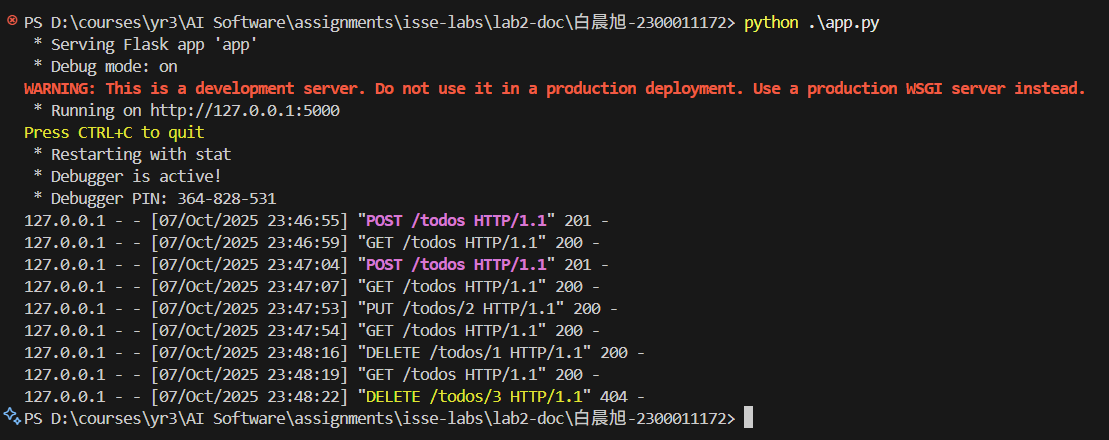 PS D:\courses\yr3\AI Software\assignments\isse-labs\lab2-doc\白晨旭-2300011172> python .\app.py
 * Serving Flask app 'app'
 * Debug mode: on
WARNING: This is a development server. Do not use it in a production deployment. Use a production WSGI server instead.
 * Running on http://127.0.0.1:5000
Press CTRL+C to quit
 * Restarting with stat
 * Debugger is active!
 * Debugger PIN: 364-828-531
127.0.0.1 - - [07/Oct/2025 23:46:55] "POST /todos HTTP/1.1" 201 -
127.0.0.1 - - [07/Oct/2025 23:46:59] "GET /todos HTTP/1.1" 200 -
127.0.0.1 - - [07/Oct/2025 23:47:04] "POST /todos HTTP/1.1" 201 -
127.0.0.1 - - [07/Oct/2025 23:47:07] "GET /todos HTTP/1.1" 200 -
127.0.0.1 - - [07/Oct/2025 23:47:53] "PUT /todos/2 HTTP/1.1" 200 -
127.0.0.1 - - [07/Oct/2025 23:47:54] "GET /todos HTTP/1.1" 200 -
127.0.0.1 - - [07/Oct/2025 23:48:16] "DELETE /todos/1 HTTP/1.1" 200 -
127.0.0.1 - - [07/Oct/2025 23:48:19] "GET /todos HTTP/1.1" 200 -
127.0.0.1 - - [07/Oct/2025 23:48:22] "DELETE /todos/3 HTTP/1.1" 404 -
PS D:\courses\yr3\AI Software\assignments\isse-labs\lab2-doc\白晨旭-2300011172>